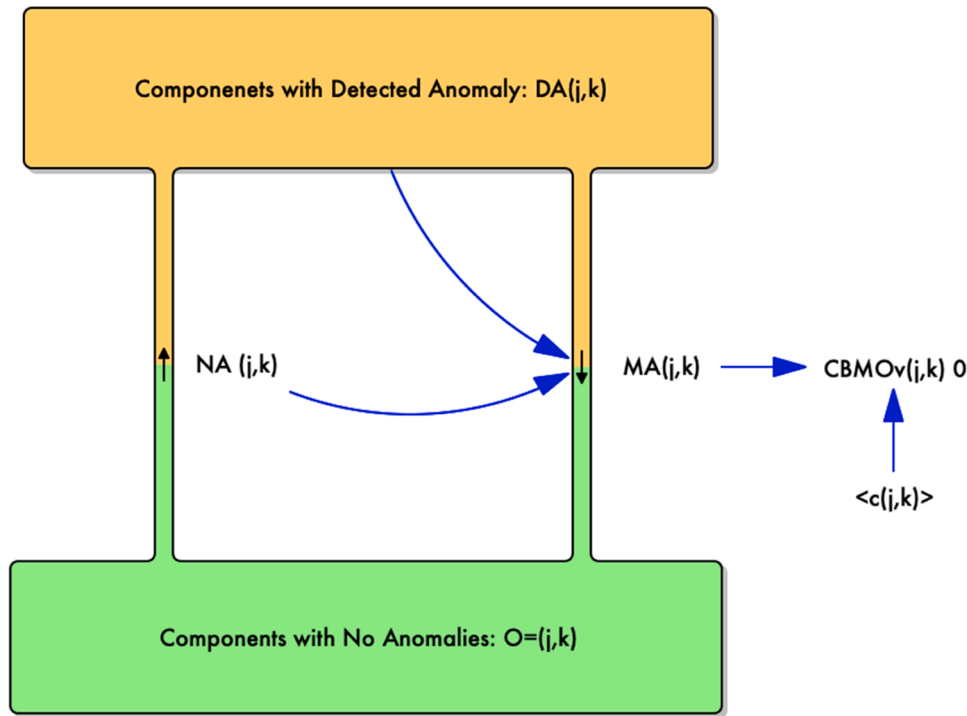 Componenets with Detected Anomaly: DA(j,k)
NA (j,k)
MA(j,k)
CBMOv(j,k) 0
<c(j,k)>
Components with No Anomalies: O=(j,k)